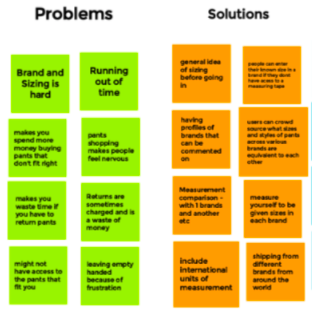 Problems
Solutions
Brand and
Sizing is
hard
Running
out of
time
makes you
spend more
money buying
pants that
don't fit right
pants
shopping
makes people
feel nervous
makes you
waste time if
you have to
return pants
Returns are
sometimes
charged and is
a waste of
money
might not
have access to
the pants that
fit you
leaving empty
handed
because of
frustration
general idea
of sizing
before going
in
people can enter
their known size in a
brand if they dont
have access to a
measuring tape
having
profiles of
brands that
can be
commented
on
users can crowd
source what sizes
and styles of pants
across various
brands are
equivalent to each
other
Measurement
comparison -
with 1 brands
and another
etc
measure
yourself to be
given sizes in
each brand
Include
international
units of
measurement
shipping from
different
brands from
around the
world